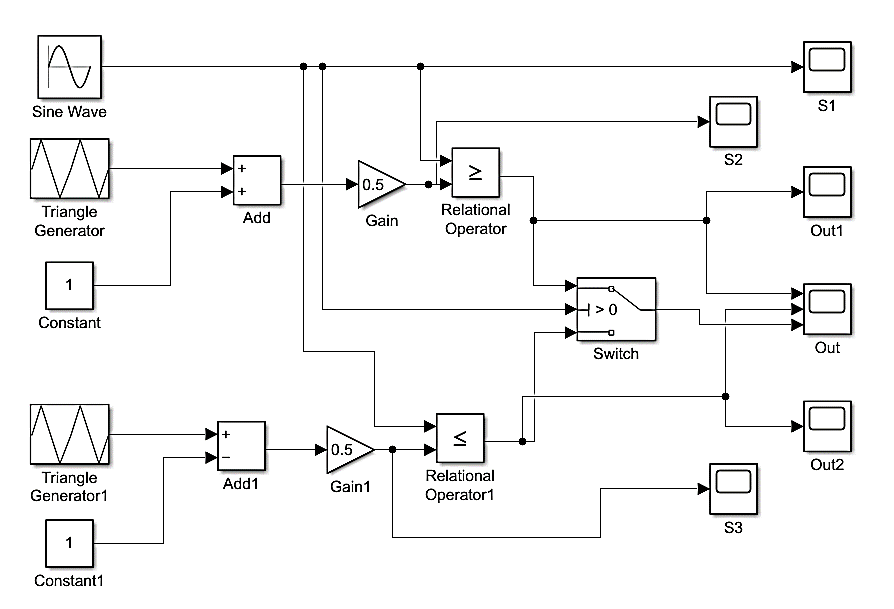 Sine Wave
S1
S2
Triangle
Generator
+
+
Add
0.5
Gain
≥
Relational
Operator
Out1
1
Constant
> 0
Switch
Out
Triangle
Generator1
+
−
Add1
0.5
Gain1
≤
Relational
Operator1
Out2
S3
1
Constant1